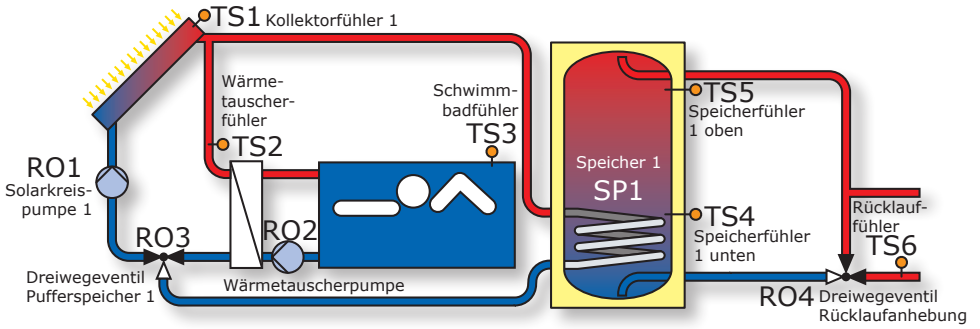 TS1 Kollektorfühler 1
Wärme-
tauscher-
fühler
TS2
Schwimm-
badfühler
TS3
TS5
Speicherfühler
1 oben
Speicher 1
SP1
TS4
Speicherfühler
1 unten
RO1
Solarkreis-
pumpe 1
RO3
Dreiwegeventil
Pufferspeicher 1
RO2
Wärmetauscherpumpe
Rücklauf-
fühler
TS6
RO4
Dreiwegeventil
Rücklaufanhebung